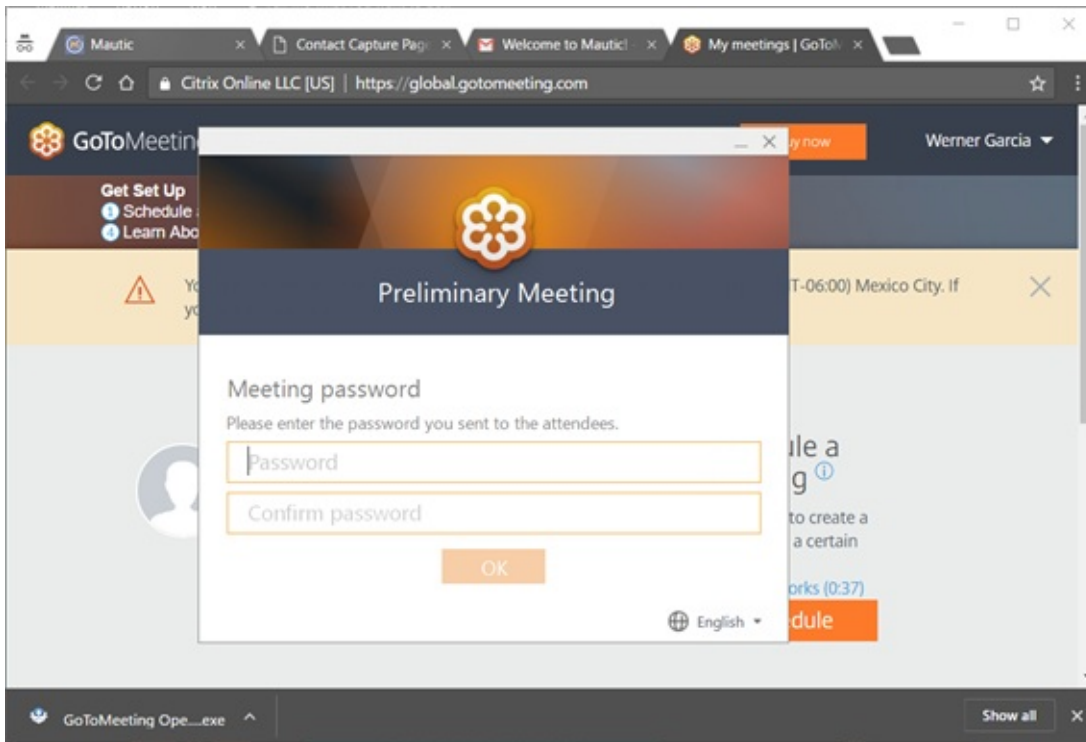 Mautic
Contact Capture Pag
Welcome to Mautic! -
My meetings | GoTo
Citrix Online LLC [US] | https://global.gotomeeting.com
GoToMeetin
y now
Werner Garcia
Get Set Up
1 Schedule
4 Learn Abo
Preliminary Meeting
T-06:00) Mexico City. If
Meeting password
Please enter the password you sent to the attendees.
Password
Confirm password
OK
English
g
to create a
a certain
orks (0:37)
dule
GoToMeeting Ope....exe
Show all